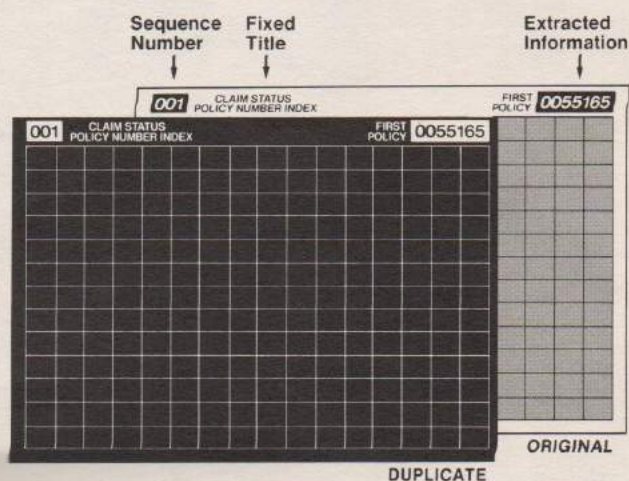 Sequence Number
Fixed Title
Extracted Information
001 CLAIM STATUS
POLICY NUMBER INDEX
FIRST
POLICY 0055165
001 CLAIM STATUS
POLICY NUMBER INDEX
FIRST
POLICY 0055165
ORIGINAL
DUPLICATE